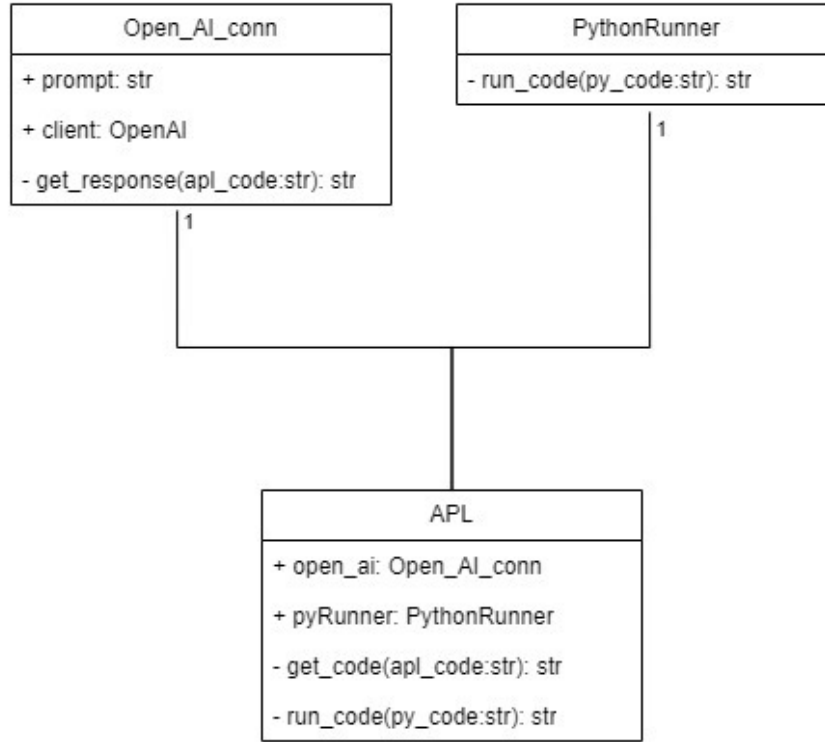 Open_AI_conn
+ prompt: str
+ client: OpenAI
- get_response(apl_code:str): str
1
PythonRunner
- run_code(py_code:str): str
1
APL
+ open_ai: Open_AI_conn
+ pyRunner: PythonRunner
- get_code(apl_code:str): str
- run_code(py_code:str): str